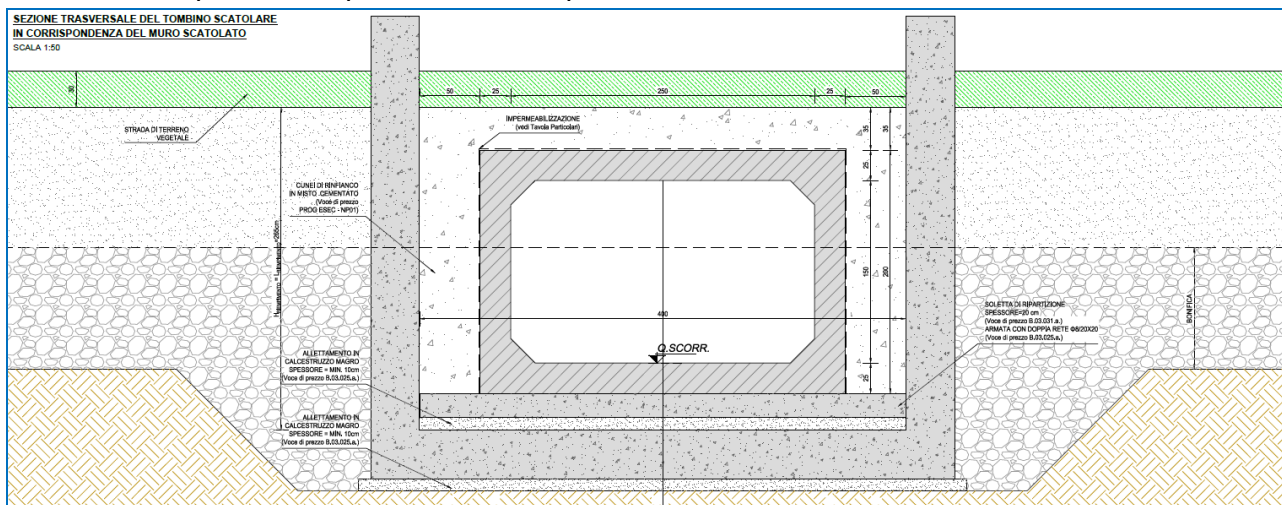 SEZIONE TRASVERSALE DEL TOMBINO SCATOLARE
IN CORRISPONDENZA DEL MURO SCATOLATO
SCALA 1:50
30
50
25
250
25
50
STRADA DI TERRENO
VEGETALE
IMPERMEABILIZZAZIONE
(vedi Tavola Particolari)
35
35
25
CUNEI DI RINFIANCO
IN MISTO CEMENTATO
(Voce di prezzo
PROG ESEC - NP01)
150
200
400
BONIFICA
SOLETTA DI RIPARTIZIONE
SPESSORE=20 cm
(Voce di prezzo B.03.031.a.)
ARMATA CON DOPPIA RETE Φ8/20X20
(Voce di prezzo B.03.025.a.)
Q.SCORR.
25
ALLETTAMENTO IN
CALCESTRUZZO MAGRO
SPESSORE = MIN. 10cm
(Voce di prezzo B.03.025.a.)
ALLETTAMENTO IN
CALCESTRUZZO MAGRO
SPESSORE = MIN. 10cm
(Voce di prezzo B.03.025.a.)